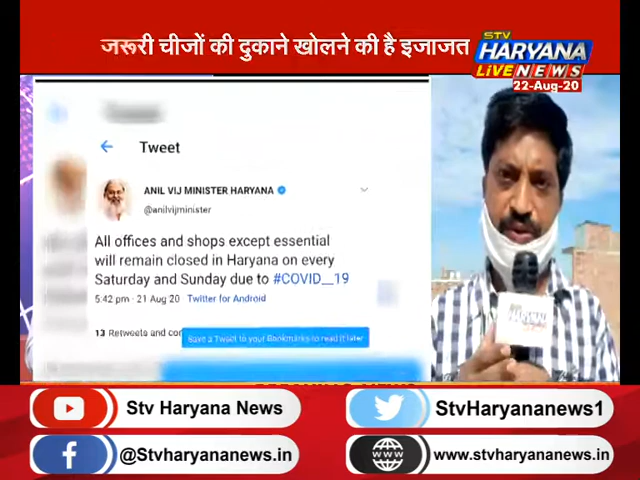 जरूरी चीजों की दुकाने खोलने की है इजाजत
STV
HARYANA
LIVE NEWS
22-Aug-20
Tweet
ANIL VIJ MINISTER HARYANA
@anilvijminister
All offices and shops except essential
will remain closed in Haryana on every
Saturday and Sunday due to #COVID__19
5:42 pm · 21 Aug 20 Twitter for Android
13 Retweets and
Save a Tweet to your Bookmarks to read it later
HARYANA
Stv Haryana News
StvHaryananews1
@Stvharyananews.in
www.stvharyananews.in